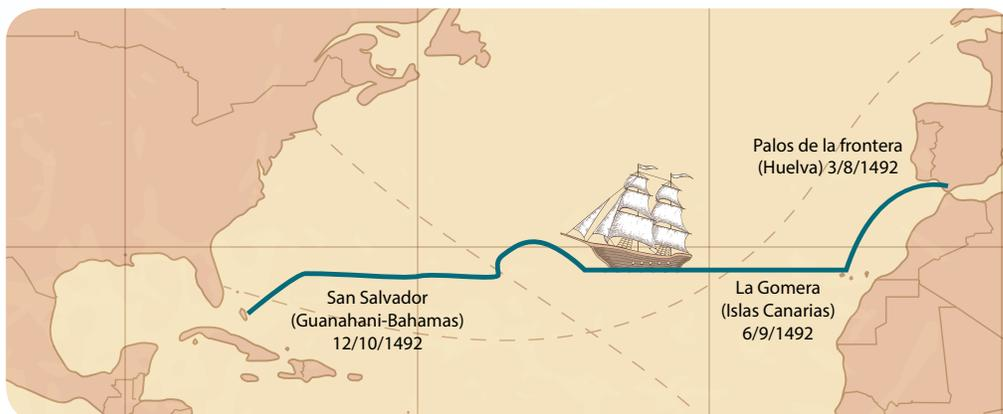 Palos de la frontera
(Huelva) 3/8/1492
La Gomera
(Islas Canarias)
6/9/1492
San Salvador
(Guanahani-Bahamas)
12/10/1492